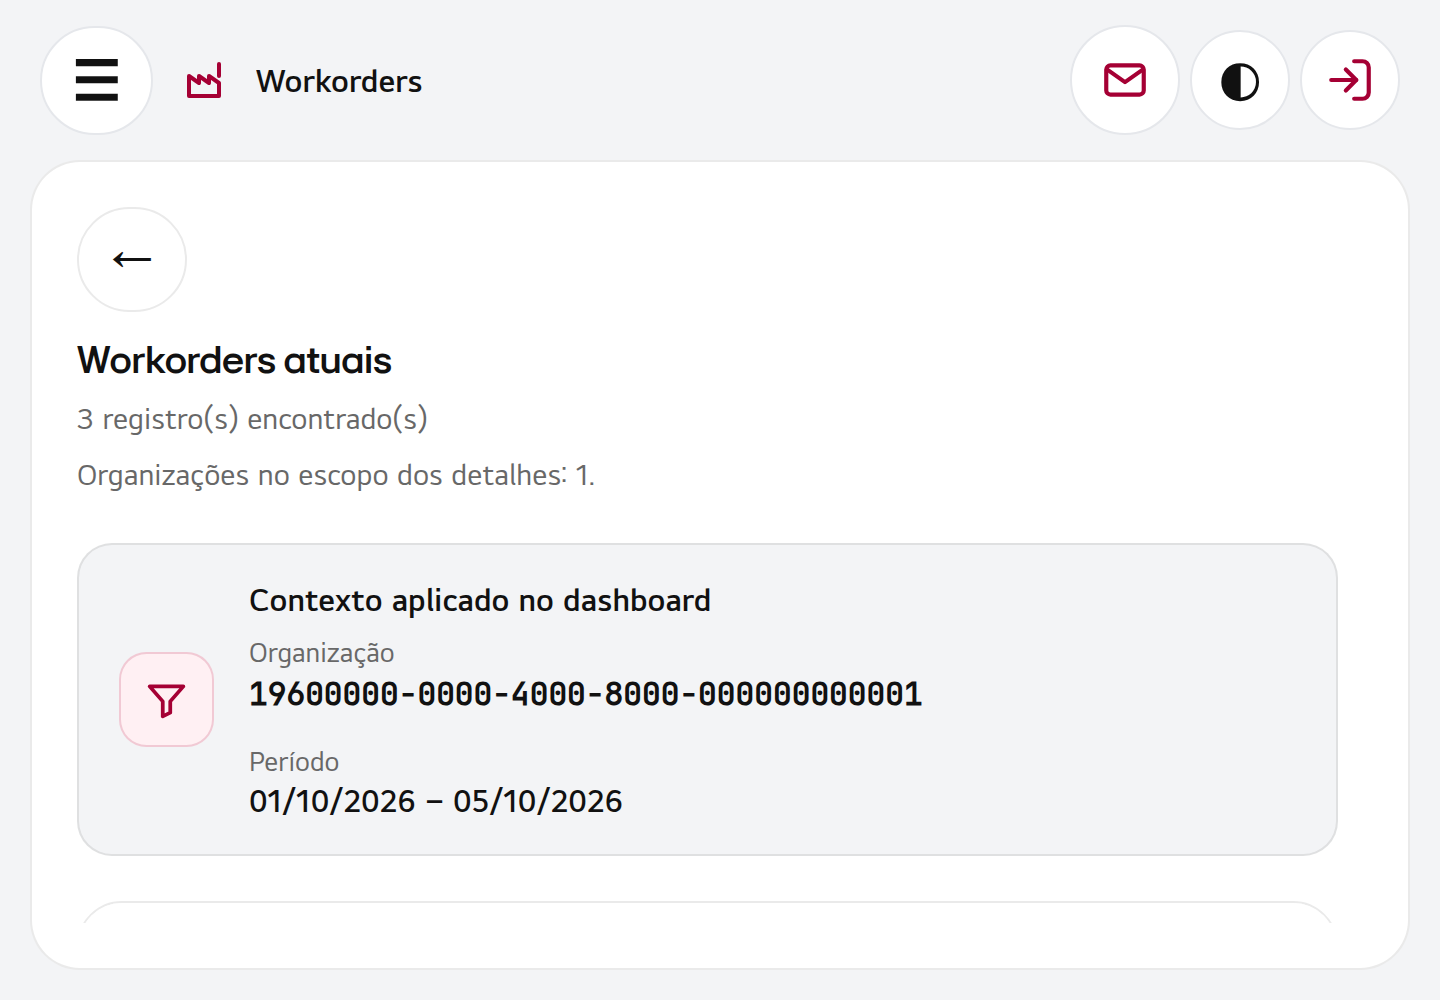 Workorders
Workorders atuais
3 registro(s) encontrado(s)
Organizações no escopo dos detalhes: 1.
Contexto aplicado no dashboard
Organização
19600000-0000-4000-8000-000000000001
Período
01/10/2026 – 05/10/2026